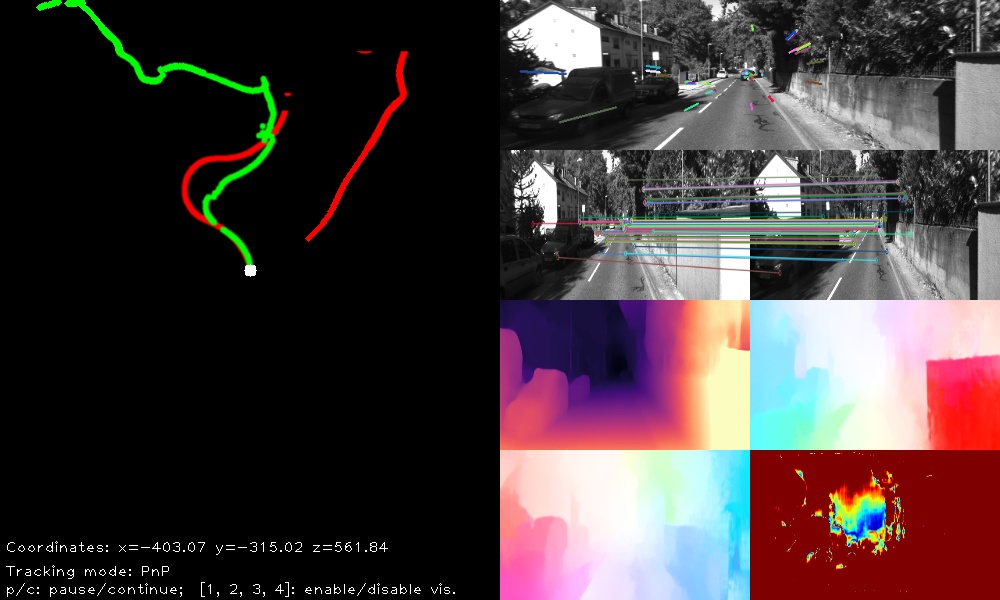 Coordinates: x=-403.07 y=-315.02 z=561.84
Tracking mode: PnP
p/c: pause/continue; [1, 2, 3, 4]: enable/disable vis.